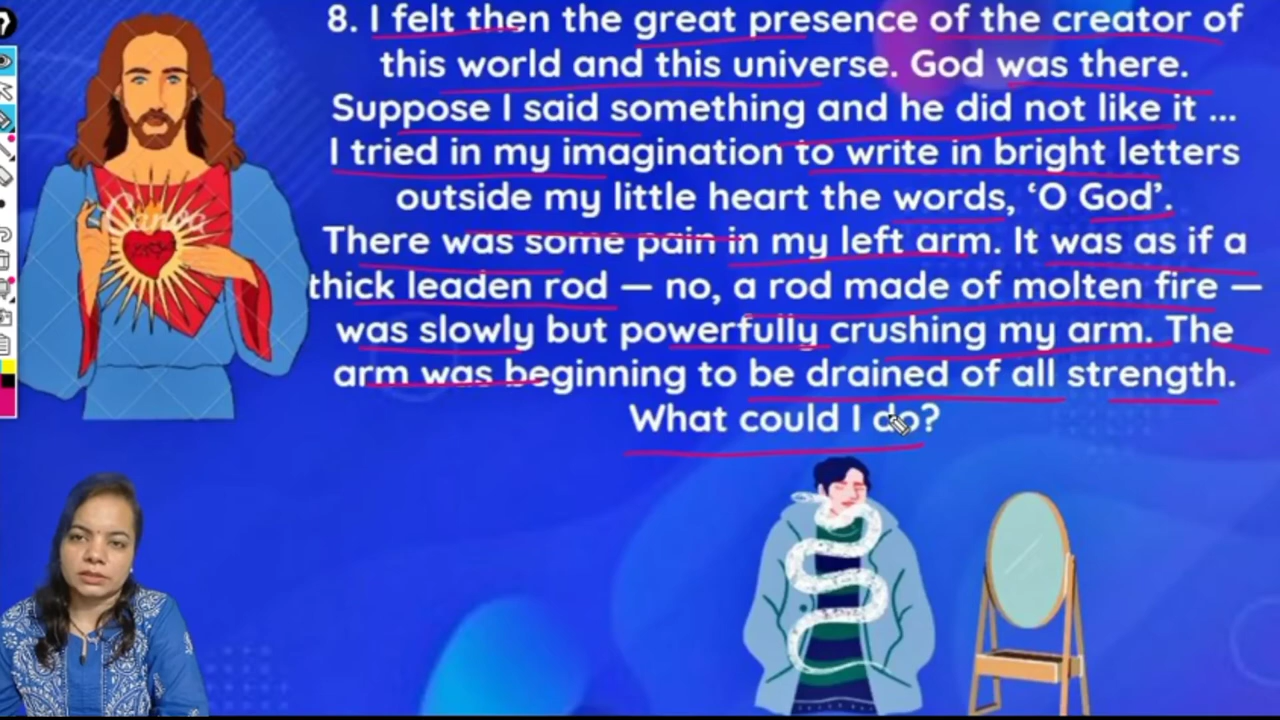 8. I felt then the great presence of the creator of
this world and this universe. God was there.
Suppose I said something and he did not like it ...
I tried in my imagination to write in bright letters
outside my little heart the words, ‘O God’.
There was some pain in my left arm. It was as if a
thick leaden rod — no, a rod made of molten fire —
was slowly but powerfully crushing my arm. The
arm was beginning to be drained of all strength.
What could I do?
Canva